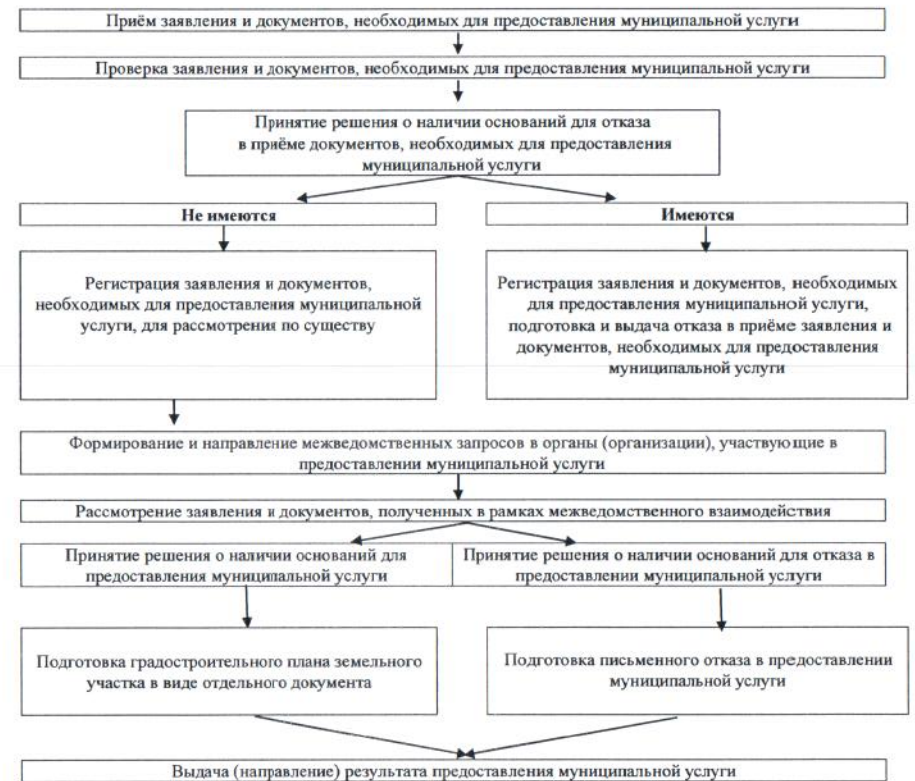 Приём заявления и документов, необходимых для предоставления муниципальной услуги
Проверка заявления и документов, необходимых для предоставления муниципальной услуги
Принятие решения о наличии оснований для отказа
в приёме документов, необходимых для предоставления
муниципальной услуги
Не имеются
Имеются
Регистрация заявления и документов,
необходимых для предоставления муниципальной
услуги, для рассмотрения по существу
Регистрация заявления и документов, необходимых
для предоставления муниципальной услуги,
подготовка и выдача отказа в приёме заявления и
документов, необходимых для предоставления
муниципальной услуги
Формирование и направление межведомственных запросов в органы (организации), участвующие в
предоставлении муниципальной услуги
Рассмотрение заявления и документов, полученных в рамках межведомственного взаимодействия
Принятие решения о наличии оснований для
предоставления муниципальной услуги
Принятие решения о наличии оснований для отказа в
предоставлении муниципальной услуги
Подготовка градостроительного плана земельного
участка в виде отдельного документа
Подготовка письменного отказа в предоставлении
муниципальной услуги
Выдача (направление) результата предоставления муниципальной услуги